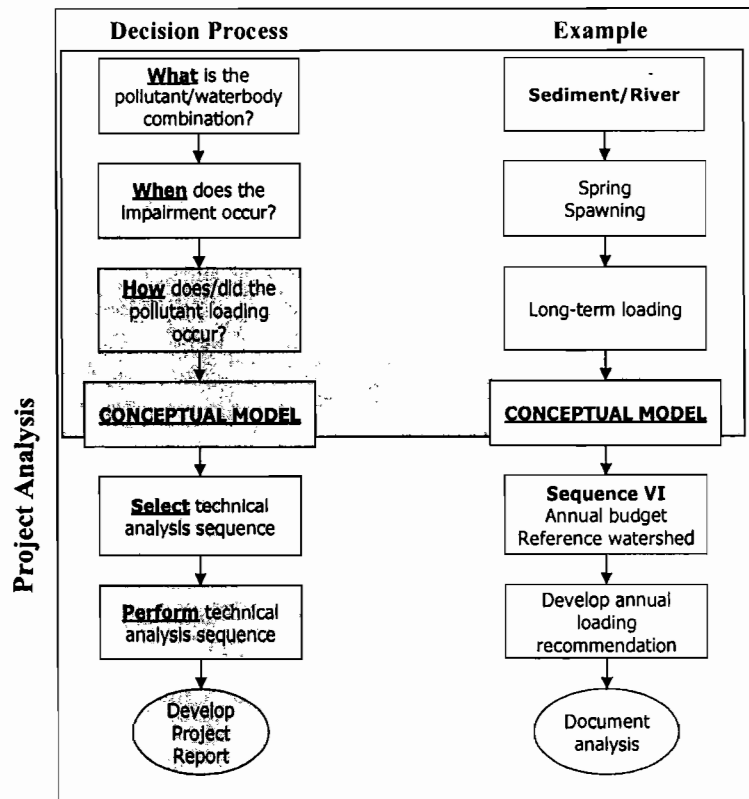 Decision Process
What is the
pollutant/waterbody
combination?
When does the
impairment occur?
How does/did the
pollutant loading
occur?
CONCEPTUAL MODEL
Select technical
analysis sequence
Perform technical
analysis sequence
Develop
Project
Report
Example
Sediment/River
Spring
Spawning
Long-term loading
CONCEPTUAL MODEL
Sequence VI
Annual budget
Reference watershed
Develop annual
loading
recommendation
Document
analysis
Project Analysis